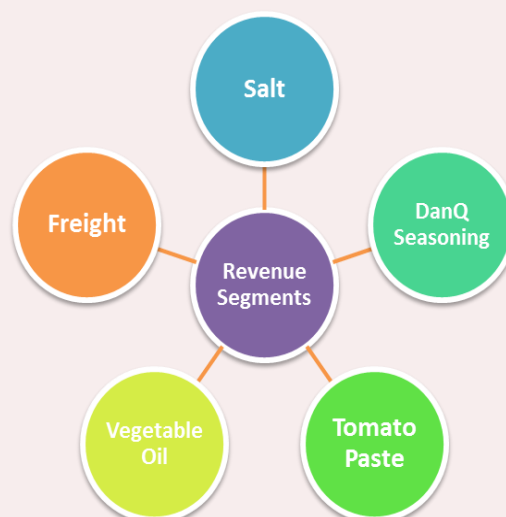 Salt
Freight
DanQ
Seasoning
Revenue
Segments
Vegetable
Oil
Tomato
Paste